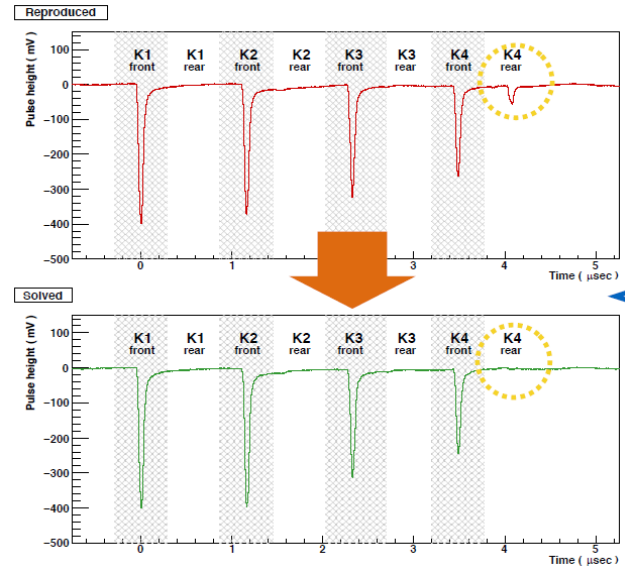 Reproduced
Pulse height ( mV )
100
0
−100
−200
−300
−400
−500
K1 K1 K2 K2 K3 K3 K4 K4
front rear front rear front rear front rear
0 1 2 3 4 5
Time ( μsec )
Solved
Pulse height ( mV )
100
0
−100
−200
−300
−400
−500
K1 K1 K2 K2 K3 K3 K4 K4
front rear front rear front rear front rear
0 1 2 3 4 5
Time ( μsec )